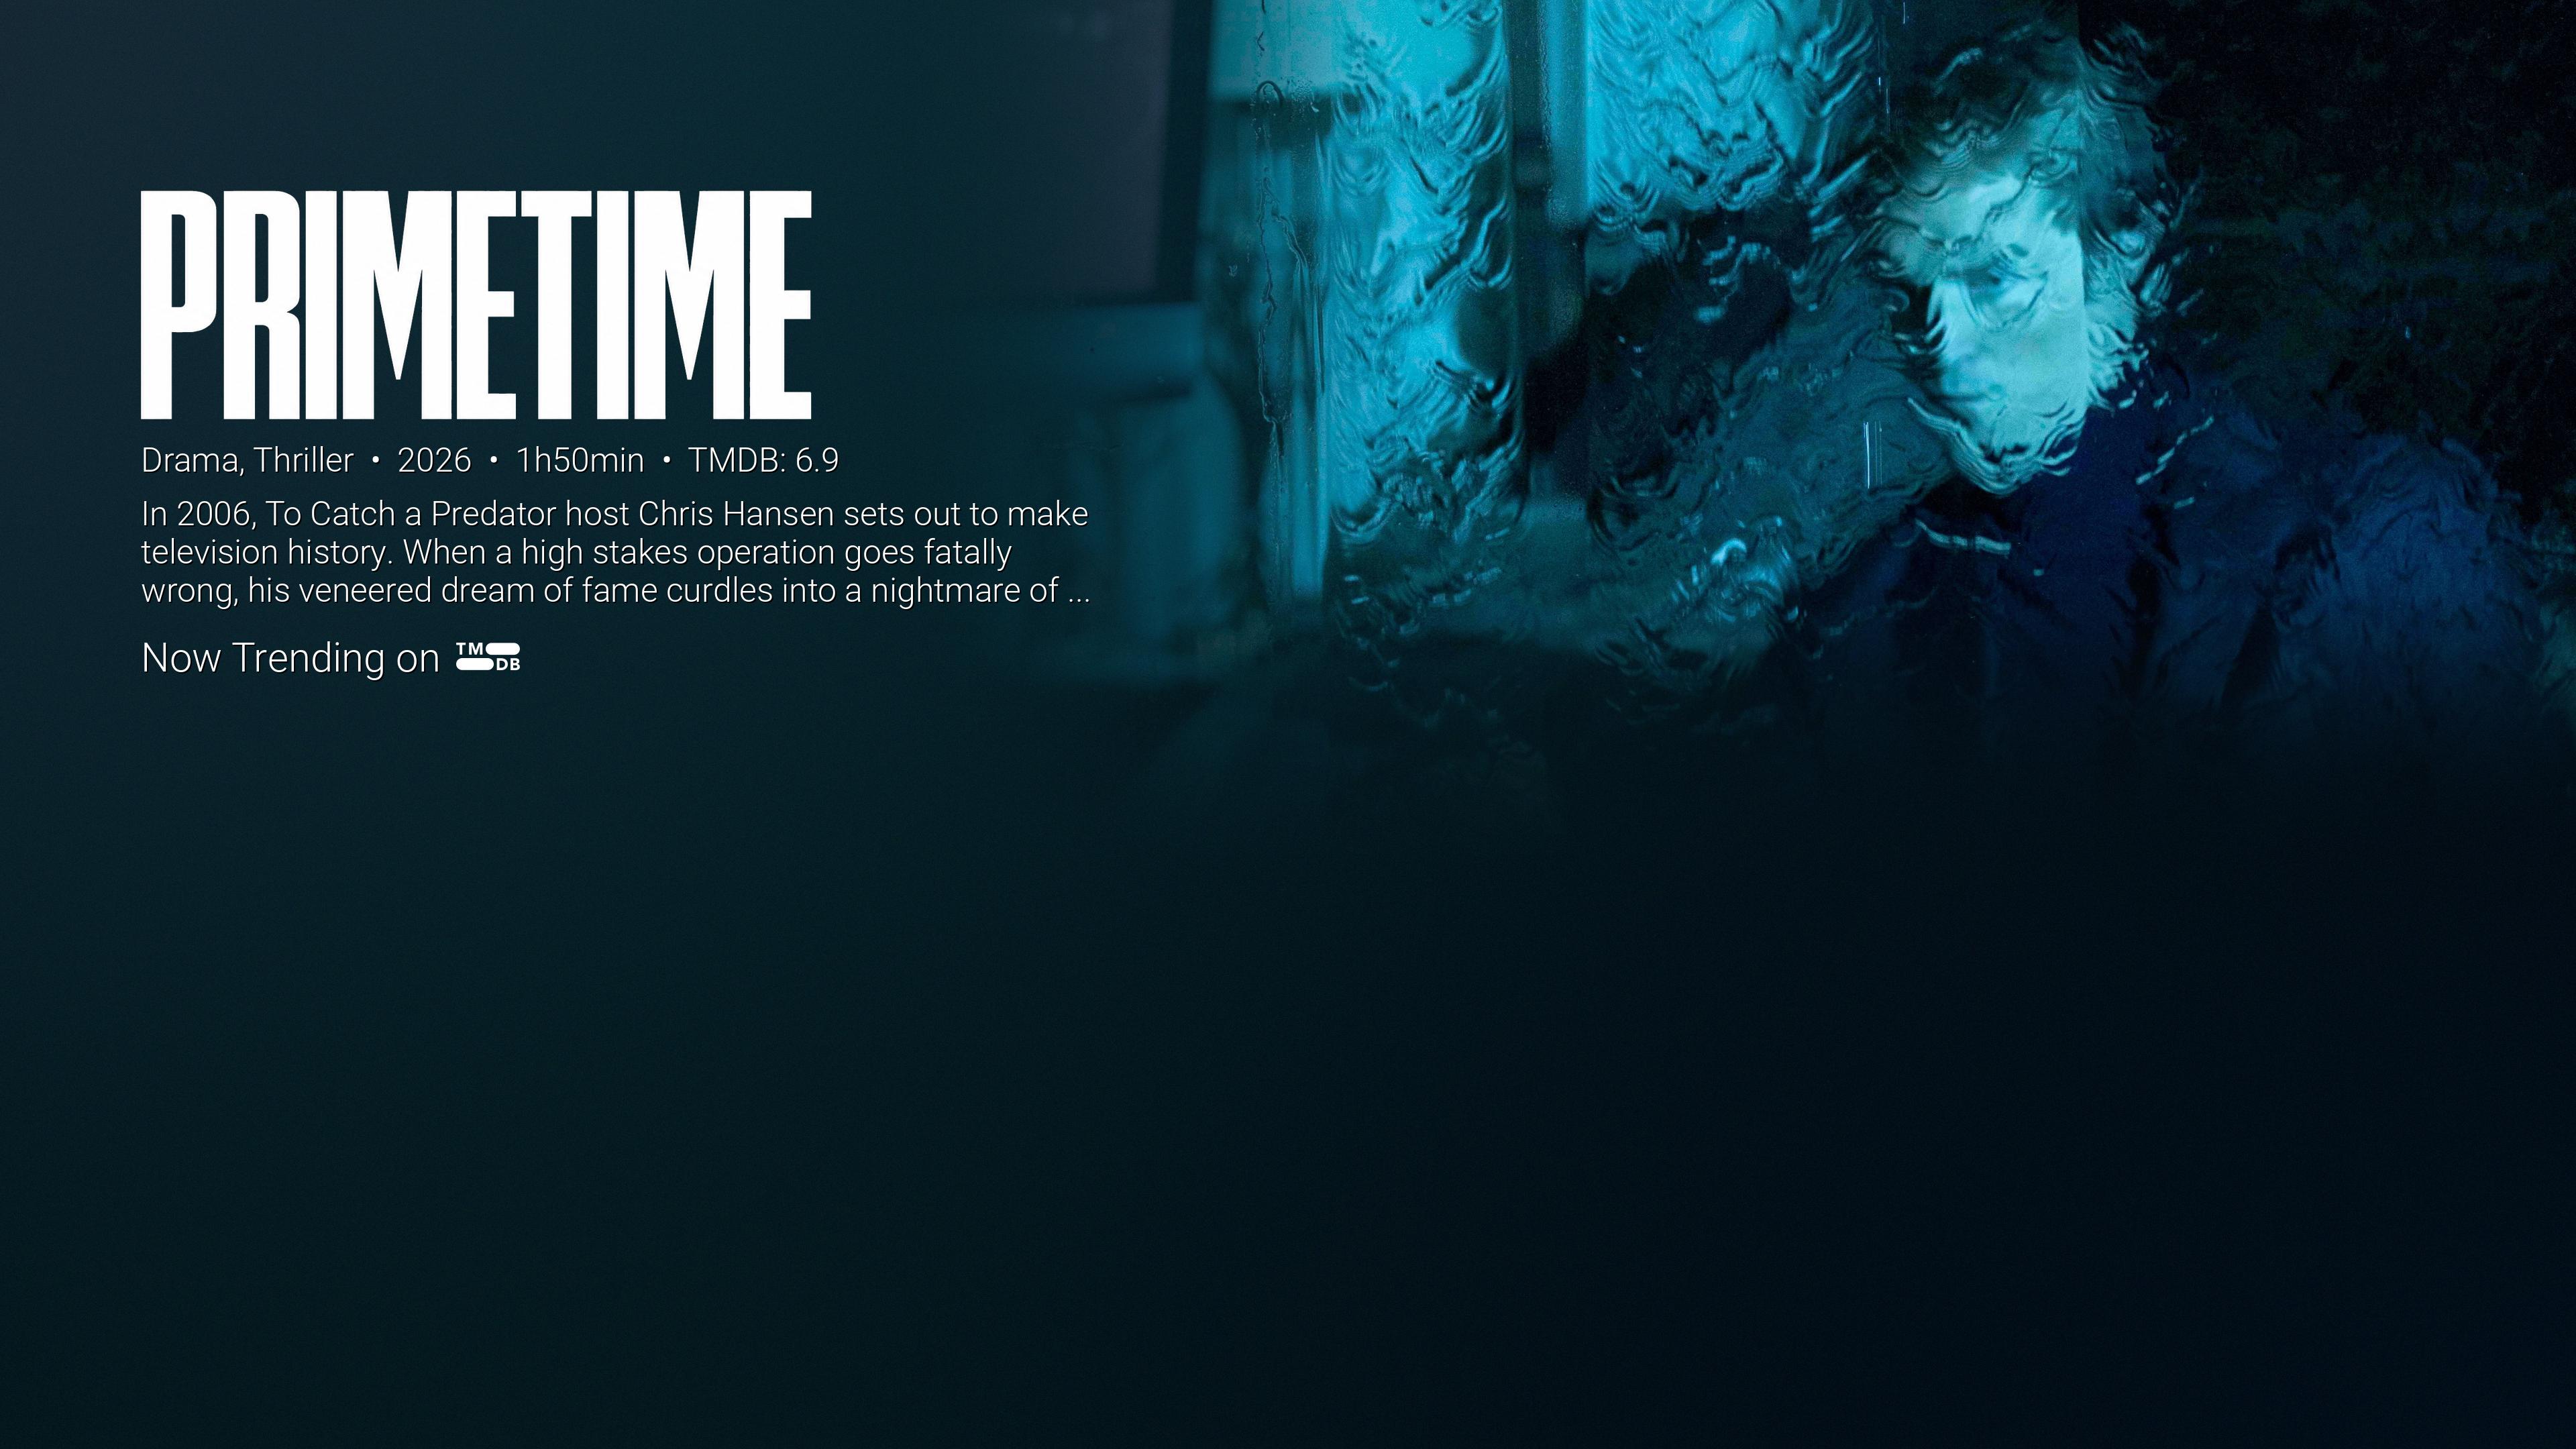 PRIMETIME
Drama, Thriller • 2026 • 1h50min • TMDB: 6.9
In 2006, To Catch a Predator host Chris Hansen sets out to make
television history. When a high stakes operation goes fatally
wrong, his veneered dream of fame curdles into a nightmare of ...
Now Trending on TMDB